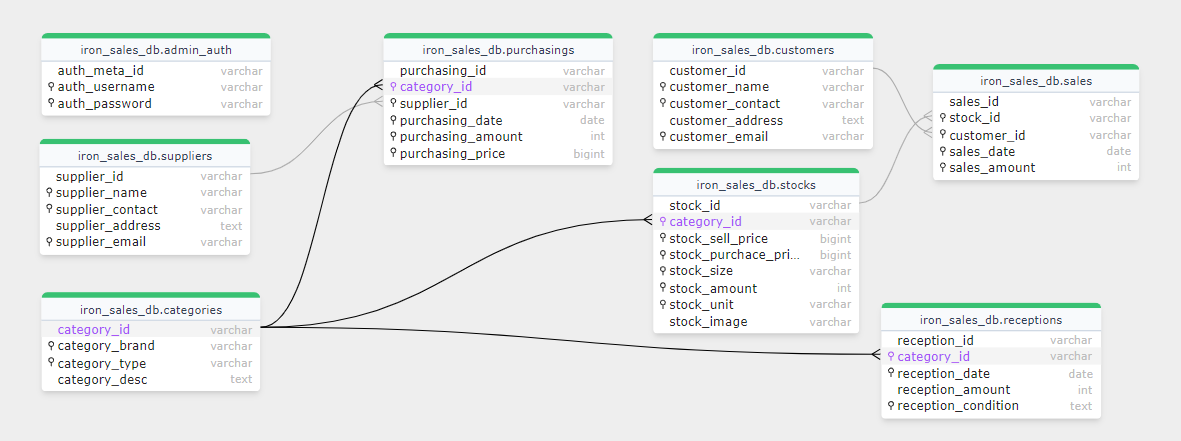 iron_sales_db.admin_auth
auth_meta_id varchar
auth_username varchar
auth_password varchar
iron_sales_db.suppliers
supplier_id varchar
supplier_name varchar
supplier_contact varchar
supplier_address text
supplier_email varchar
iron_sales_db.categories
category_id varchar
category_brand varchar
category_type varchar
category_desc text
iron_sales_db.purchasings
purchasing_id varchar
category_id varchar
supplier_id varchar
purchasing_date date
purchasing_amount int
purchasing_price bigint
iron_sales_db.customers
customer_id varchar
customer_name varchar
customer_contact varchar
customer_address text
customer_email varchar
iron_sales_db.stocks
stock_id varchar
category_id varchar
stock_sell_price bigint
stock_purchace_pri... bigint
stock_size varchar
stock_amount int
stock_unit varchar
stock_image varchar
iron_sales_db.sales
sales_id varchar
stock_id varchar
customer_id varchar
sales_date date
sales_amount int
iron_sales_db.receptions
reception_id varchar
category_id varchar
reception_date date
reception_amount int
reception_condition text